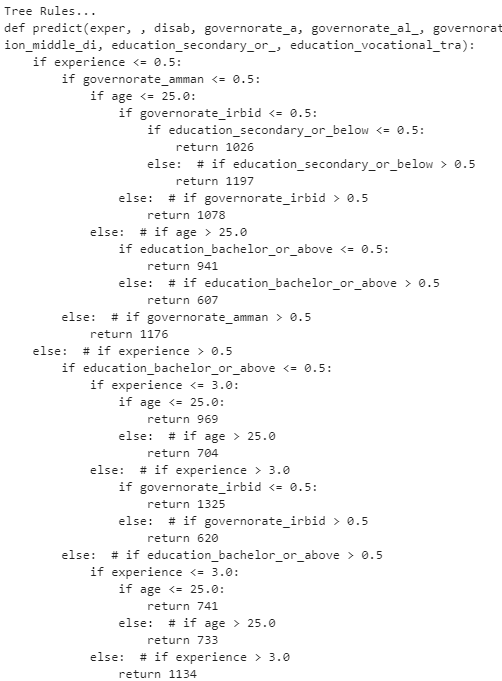 Tree Rules...
def predict(exper, , disab, governorate_a, governorate_al_, governorat
ion_middle_di, education_secondary_or_, education_vocational_tra):
    if experience <= 0.5:
        if governorate_amman <= 0.5:
            if age <= 25.0:
                if governorate_irbid <= 0.5:
                    if education_secondary_or_below <= 0.5:
                        return 1026
                    else:  # if education_secondary_or_below > 0.5
                        return 1197
                else:  # if governorate_irbid > 0.5
                    return 1078
            else:  # if age > 25.0
                if education_bachelor_or_above <= 0.5:
                    return 941
                else:  # if education_bachelor_or_above > 0.5
                    return 607
        else:  # if governorate_amman > 0.5
            return 1176
    else:  # if experience > 0.5
        if education_bachelor_or_above <= 0.5:
            if experience <= 3.0:
                if age <= 25.0:
                    return 969
                else:  # if age > 25.0
                    return 704
            else:  # if experience > 3.0
                if governorate_irbid <= 0.5:
                    return 1325
                else:  # if governorate_irbid > 0.5
                    return 620
        else:  # if education_bachelor_or_above > 0.5
            if experience <= 3.0:
                if age <= 25.0:
                    return 741
                else:  # if age > 25.0
                    return 733
            else:  # if experience > 3.0
                return 1134